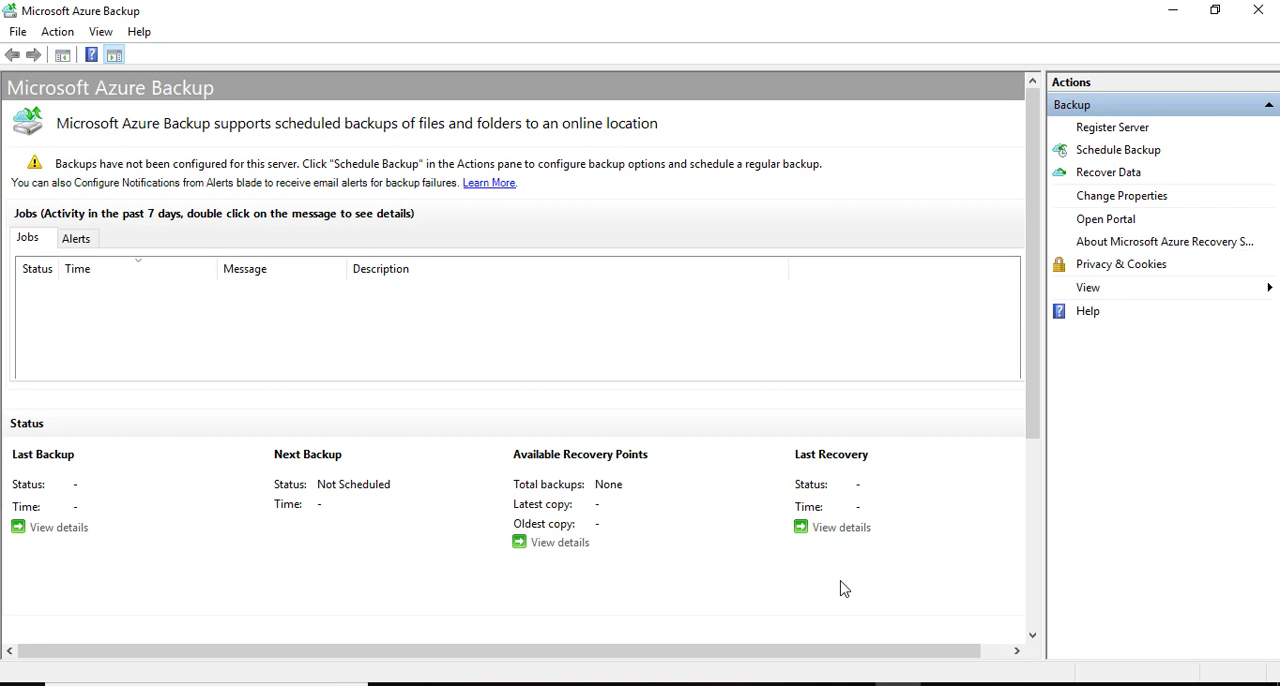 Microsoft Azure Backup
File Action View Help
Microsoft Azure Backup
Microsoft Azure Backup supports scheduled backups of files and folders to an online location
Backups have not been configured for this server. Click "Schedule Backup" in the Actions pane to configure backup options and schedule a regular backup.
You can also Configure Notifications from Alerts blade to receive email alerts for backup failures. Learn More.
Jobs (Activity in the past 7 days, double click on the message to see details)
Jobs Alerts
Status Time Message Description
Status
Last Backup Next Backup Available Recovery Points Last Recovery
Status: - Status: Not Scheduled Total backups: None Status: -
Time: - Time: - Latest copy: - Time: -
Oldest copy: -
View details View details View details
Actions
Backup
Register Server
Schedule Backup
Recover Data
Change Properties
Open Portal
About Microsoft Azure Recovery S...
Privacy & Cookies
View
Help